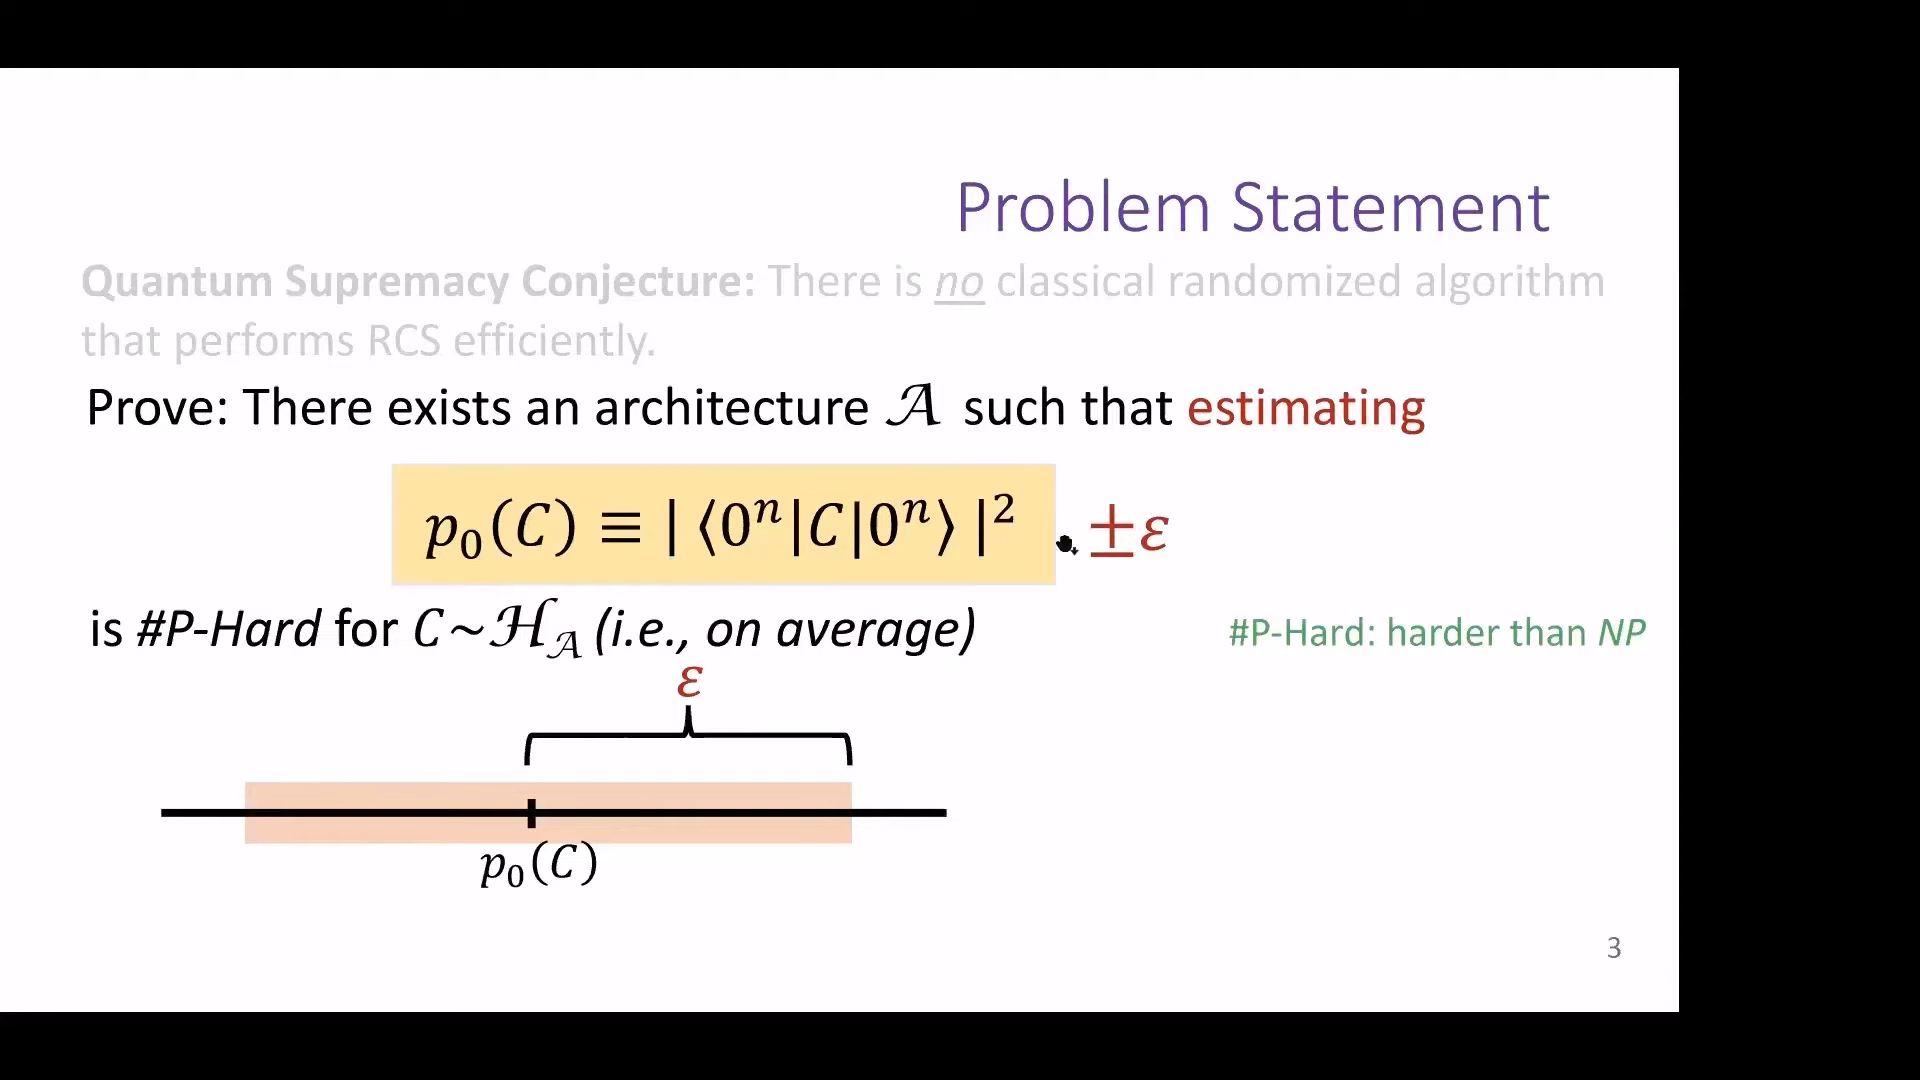 Problem Statement
Quantum Supremacy Conjecture: There is no classical randomized algorithm
that performs RCS efficiently.
Prove: There exists an architecture 𝒜 such that estimating
p₀(C) ≡ | ⟨0ⁿ|C|0ⁿ⟩ |² ±ε
is #P-Hard for C~ℋ_𝒜 (i.e., on average)
#P-Hard: harder than NP
ε
p₀(C)
3